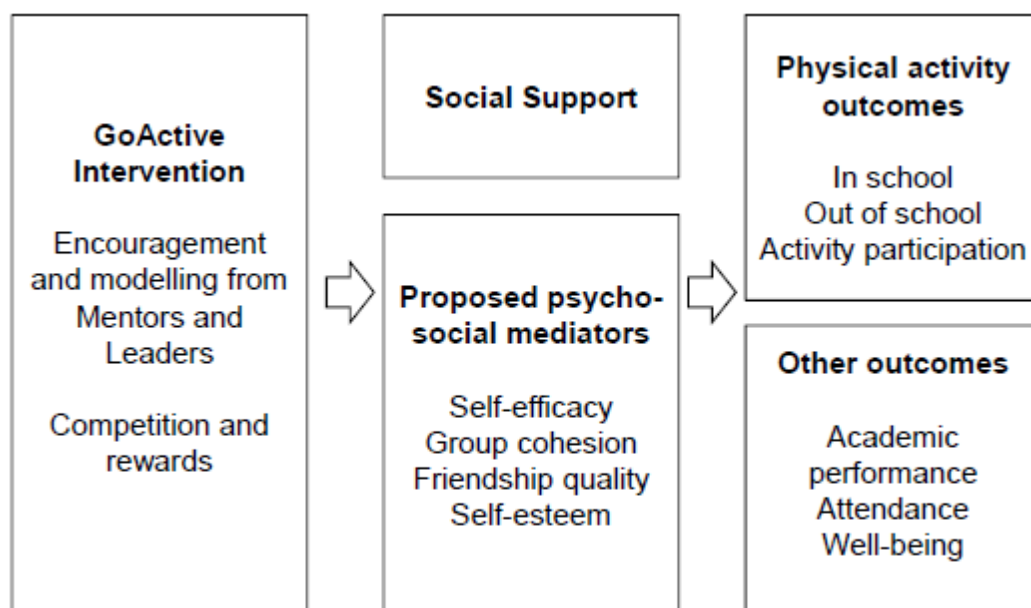 GoActive
Intervention
Encouragement
and modelling from
Mentors and
Leaders
Competition and
rewards
Social Support
Proposed psycho-
social mediators
Self-efficacy
Group cohesion
Friendship quality
Self-esteem
Physical activity
outcomes
In school
Out of school
Activity participation
Other outcomes
Academic
performance
Attendance
Well-being